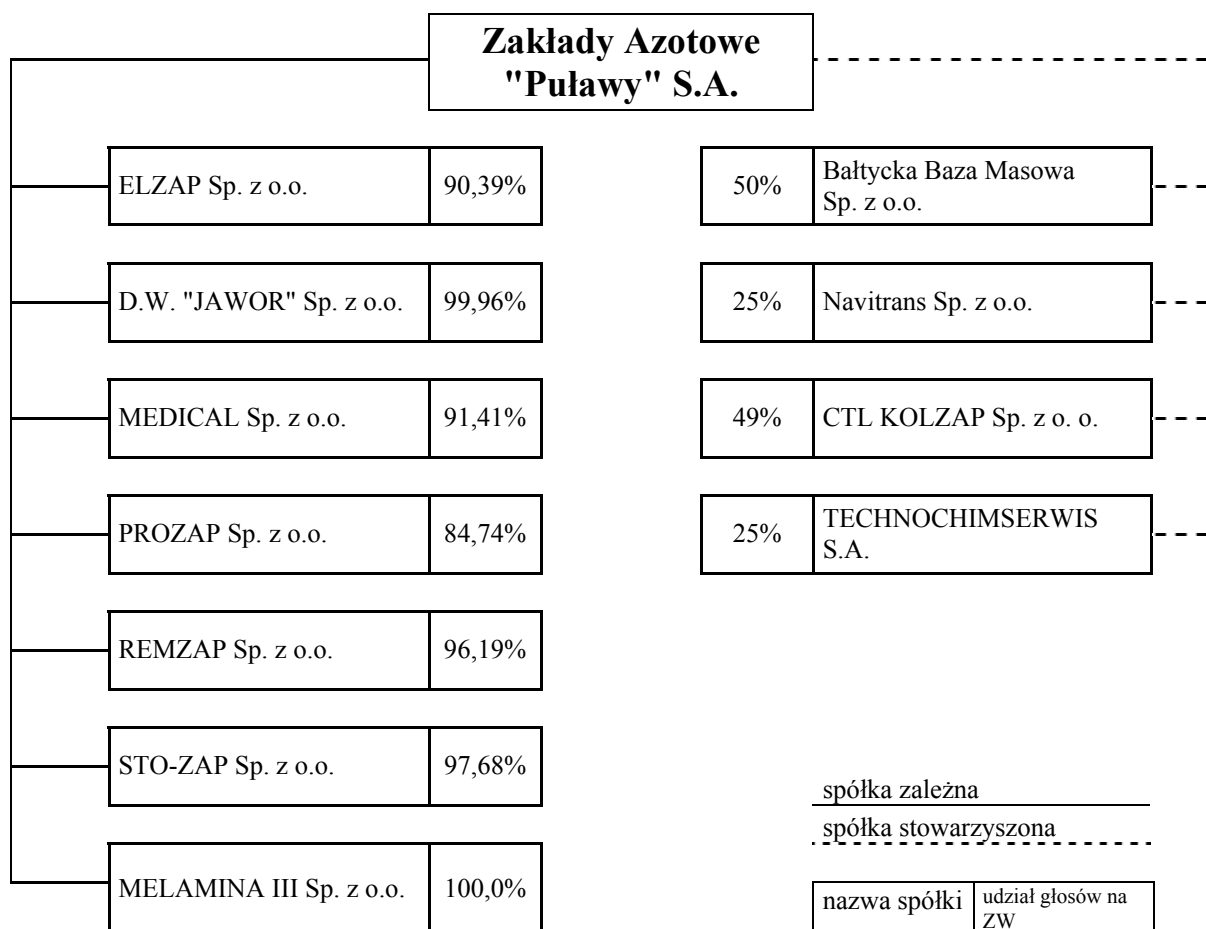 Zakłady Azotowe
"Puławy" S.A.
ELZAP Sp. z o.o. 90,39%
50% Bałtycka Baza Masowa
Sp. z o.o.
D.W. "JAWOR" Sp. z o.o. 99,96%
25% Navitrans Sp. z o.o.
MEDICAL Sp. z o.o. 91,41%
49% CTL KOLZAP Sp. z o. o.
PROZAP Sp. z o.o. 84,74%
25% TECHNOCHIMSERWIS
S.A.
REMZAP Sp. z o.o. 96,19%
STO-ZAP Sp. z o.o. 97,68%
MELAMINA III Sp. z o.o. 100,0%
spółka zależna
spółka stowarzyszona
nazwa spółki udział głosów na
ZW